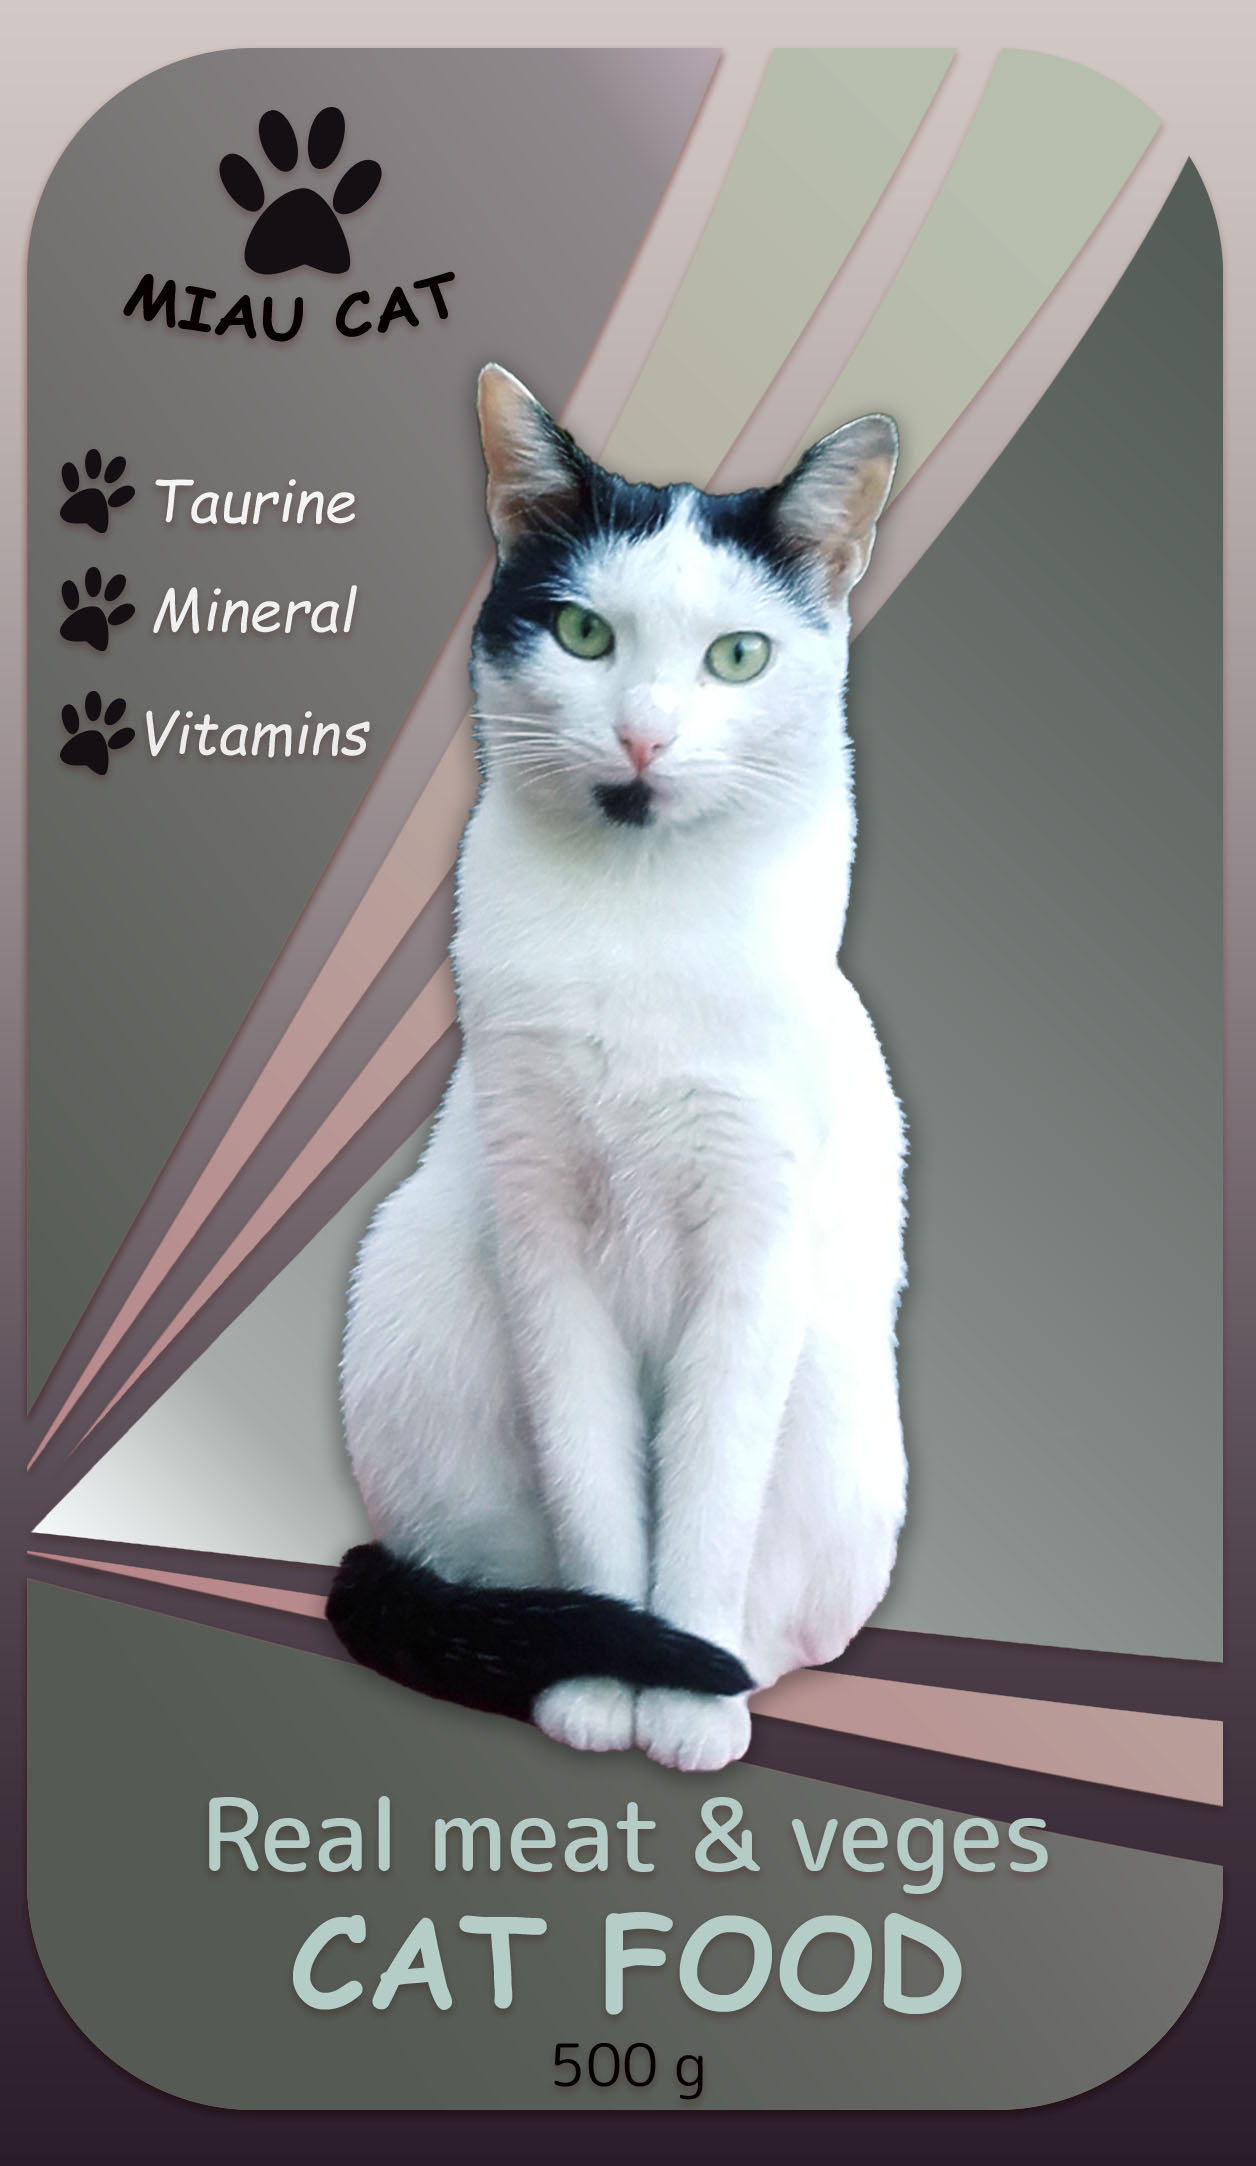 MIAU CAT
Taurine
Mineral
Vitamins
Real meat & veges
CAT FOOD
500 g